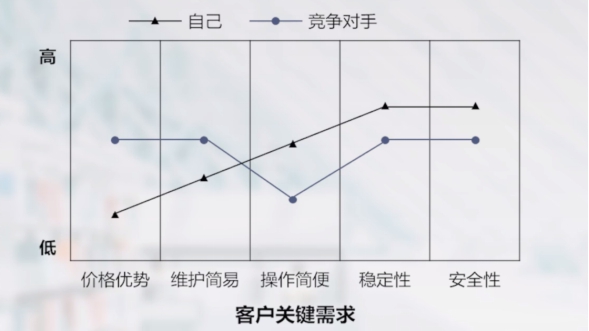 自己 竞争对手
高
低
价格优势 维护简易 操作简便 稳定性 安全性
客户关键需求